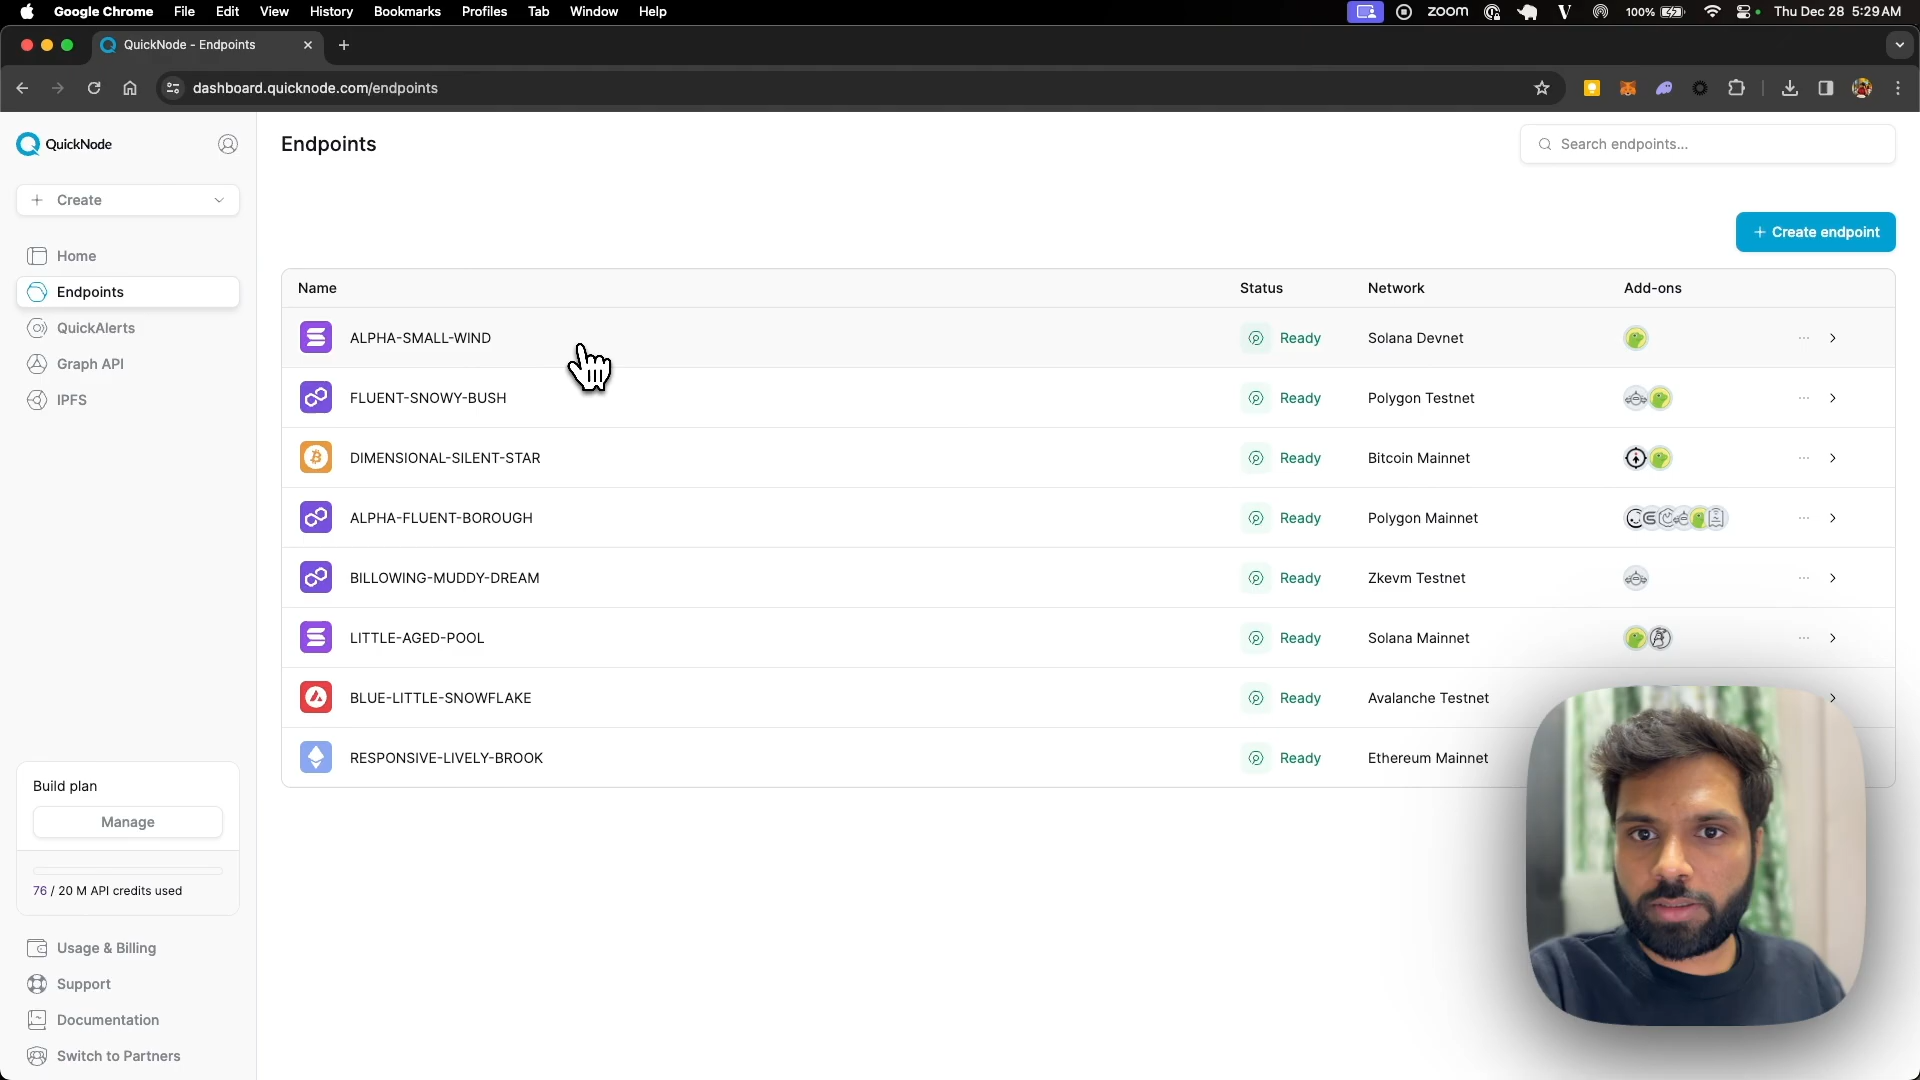 Google Chrome File Edit View History Bookmarks Profiles Tab Window Help zoom V 100% Thu Dec 28 5:29 AM
QuickNode - Endpoints
dashboard.quicknode.com/endpoints
QuickNode
Create
Home
Endpoints
QuickAlerts
Graph API
IPFS
Build plan
Manage
76 / 20 M API credits used
Usage & Billing
Support
Documentation
Switch to Partners
Endpoints
Search endpoints...
+ Create endpoint
Name Status Network Add-ons
ALPHA-SMALL-WIND Ready Solana Devnet
FLUENT-SNOWY-BUSH Ready Polygon Testnet
DIMENSIONAL-SILENT-STAR Ready Bitcoin Mainnet
ALPHA-FLUENT-BOROUGH Ready Polygon Mainnet
BILLOWING-MUDDY-DREAM Ready Zkevm Testnet
LITTLE-AGED-POOL Ready Solana Mainnet
BLUE-LITTLE-SNOWFLAKE Ready Avalanche Testnet
RESPONSIVE-LIVELY-BROOK Ready Ethereum Mainnet